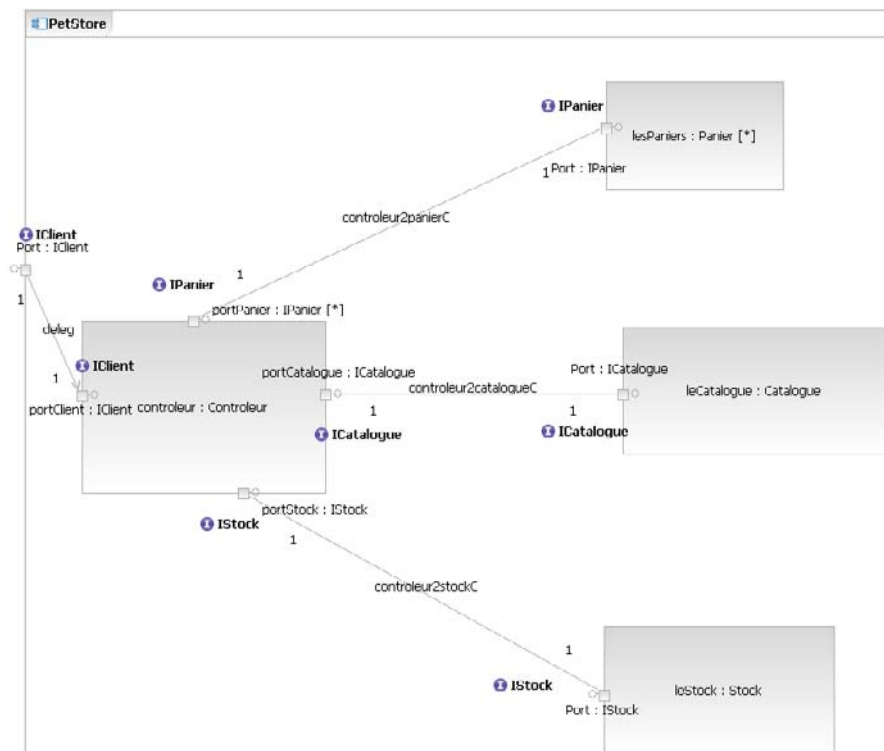 PetStore
IPanier
lesPaniers : Panier [*]
1
Port : IPanier
controleur2panierC
IClient
Port : IClient
1
IPanier
1
portPanier : IPanier [*]
deleg
IClient
1
portClient : IClient
controleur : Controleur
portCatalogue : ICatalogue
controleur2catalogueC
Port : ICatalogue
leCatalogue : Catalogue
1
1
ICatalogue
ICatalogue
portStock : IStock
IStock
1
controleur2stockC
1
IStock
Port : IStock
leStock : Stock